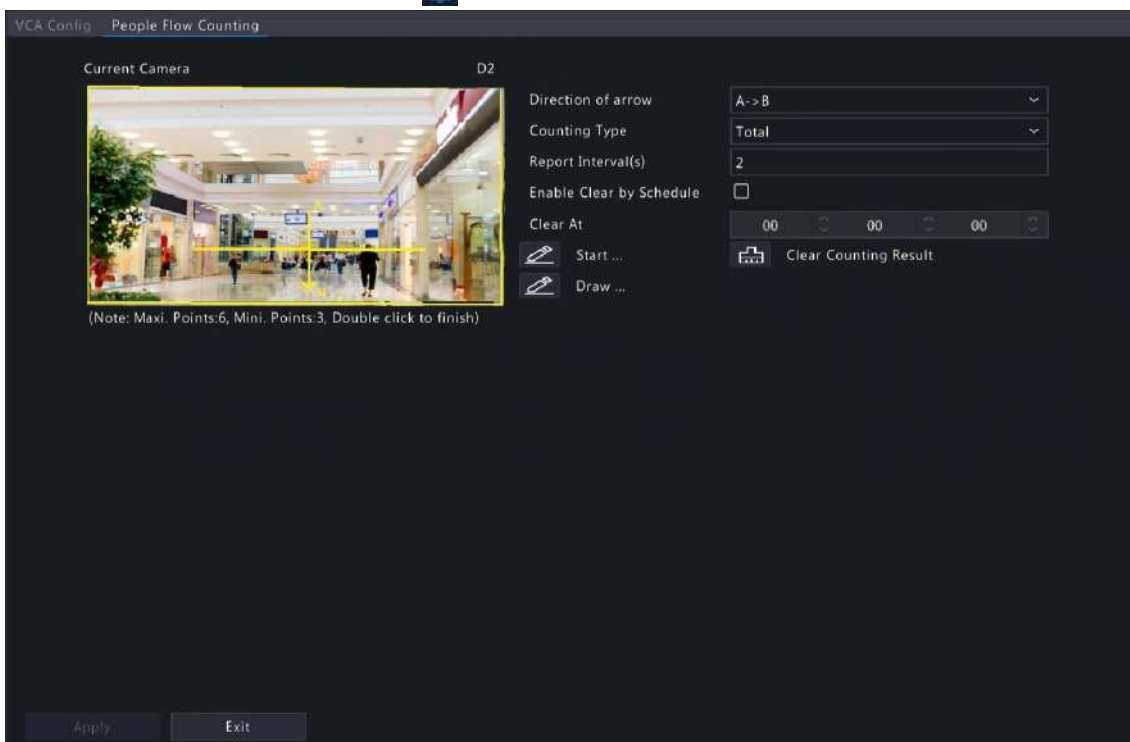 VCA Config People Flow Counting
Current Camera D2
Direction of arrow A->B
Counting Type Total
Report Interval(s) 2
Enable Clear by Schedule
Clear At 00 00 00
Start ... Clear Counting Result
Draw ...
(Note: Maxi. Points:6, Mini. Points:3, Double click to finish)
Apply Exit